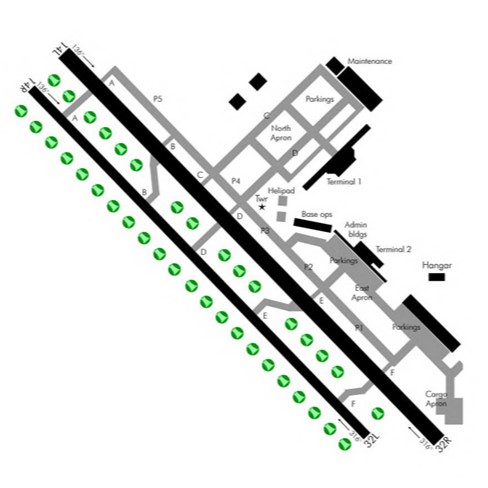 14L
136°
14R
136°
Maintenance
A
P5
Parkings
A
C
North
Apron
B
D
C
P4
Terminal 1
B
Helipad
Twr
D
Base ops
P3
Admin
bldgs
D
Terminal 2
Parkings
P2
Hangar
East
Apron
E
E
P1
Parkings
F
Cargo
Apron
F
316°
32L
316°
32R